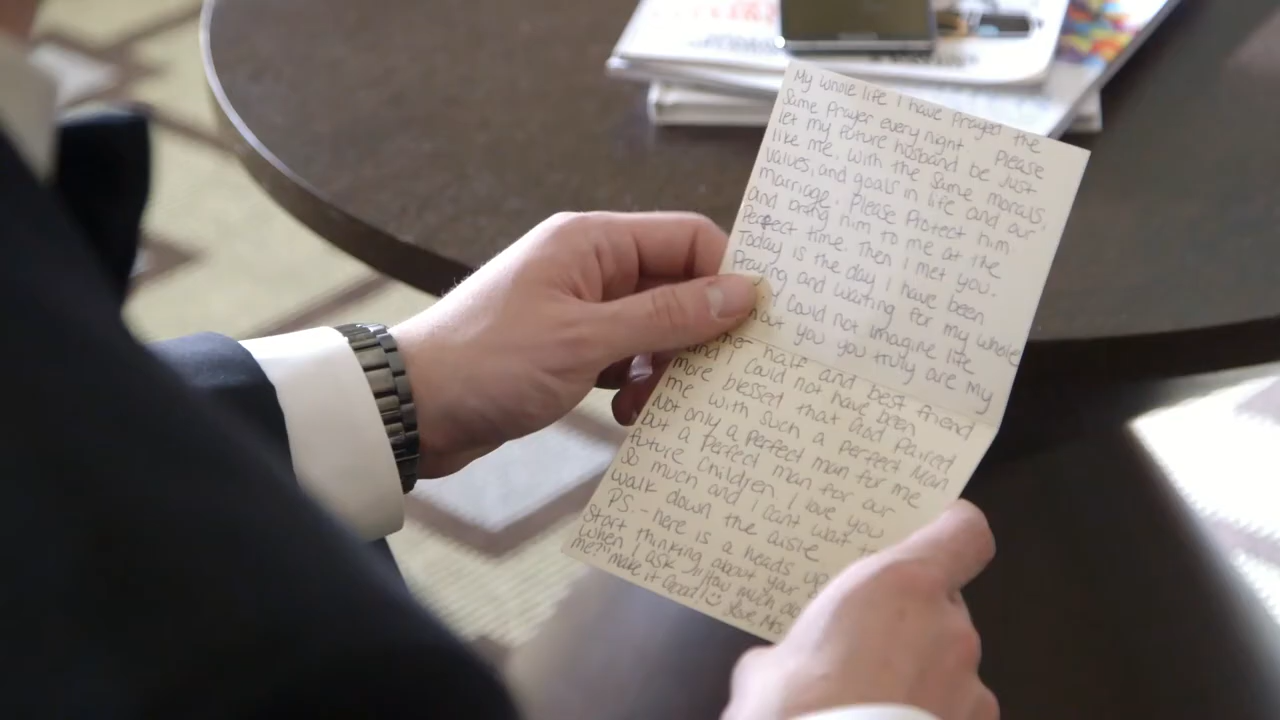 My whole life I have prayed the
same prayer every night. Please
let my future husband be just
like me, with the same morals,
values, and goals in life and our
marriage. Please protect him
and bring him to me at the
perfect time. Then I met you.
Today is the day I have been
praying and waiting for my whole
I could not imagine life
you you truly are my
half and best friend
and I could not have been
more blessed that God paired
me with such a perfect man
Not only a perfect man for me
but a perfect man for our
future children. I love you
so much and I cant wait to
walk down the aisle
PS. - here is a heads up
start thinking about your
when I ask "How much do
me?" make it Good! ☺ Love, Mrs.